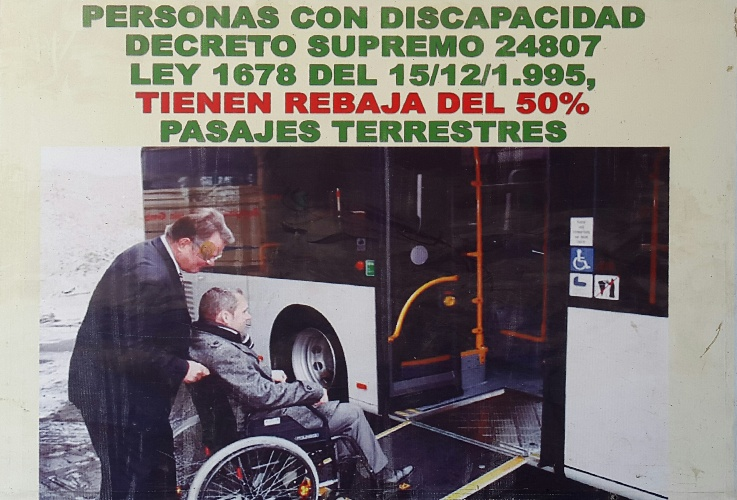 PERSONAS CON DISCAPACIDAD
DECRETO SUPREMO 24807
LEY 1678 DEL 15/12/1.995,
TIENEN REBAJA DEL 50%
PASAJES TERRESTRES